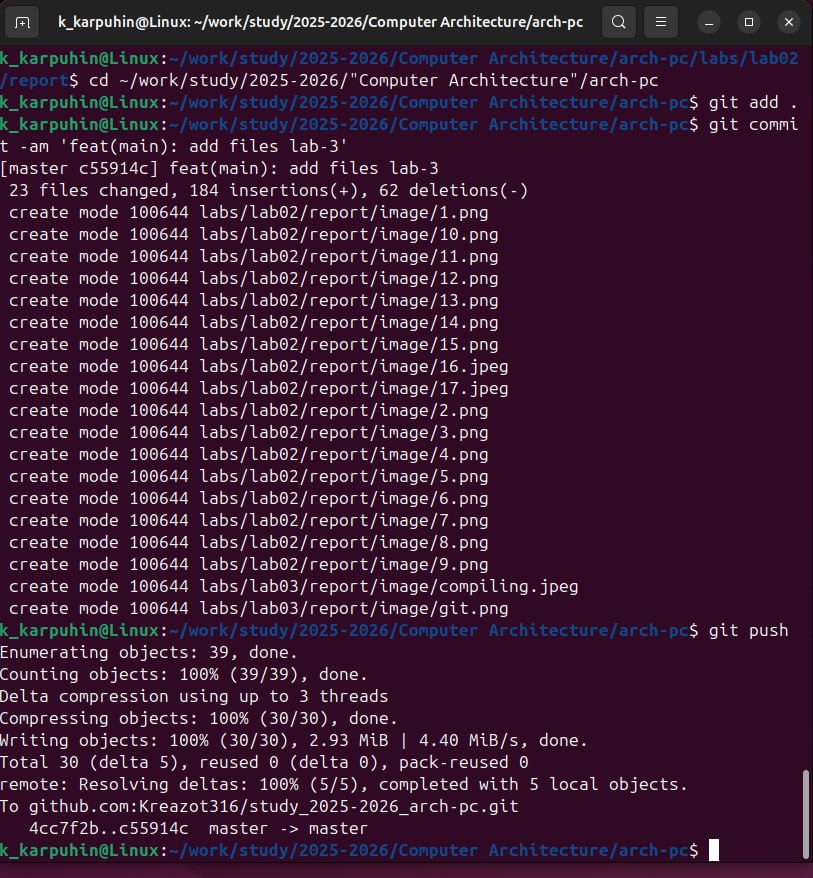 k_karpuhin@Linux: ~/work/study/2025-2026/Computer Architecture/arch-pc
k_karpuhin@Linux:~/work/study/2025-2026/Computer Architecture/arch-pc/labs/lab02
/report$ cd ~/work/study/2025-2026/"Computer Architecture"/arch-pc
k_karpuhin@Linux:~/work/study/2025-2026/Computer Architecture/arch-pc$ git add .
k_karpuhin@Linux:~/work/study/2025-2026/Computer Architecture/arch-pc$ git commi
t -am 'feat(main): add files lab-3'
[master c55914c] feat(main): add files lab-3
 23 files changed, 184 insertions(+), 62 deletions(-)
 create mode 100644 labs/lab02/report/image/1.png
 create mode 100644 labs/lab02/report/image/10.png
 create mode 100644 labs/lab02/report/image/11.png
 create mode 100644 labs/lab02/report/image/12.png
 create mode 100644 labs/lab02/report/image/13.png
 create mode 100644 labs/lab02/report/image/14.png
 create mode 100644 labs/lab02/report/image/15.png
 create mode 100644 labs/lab02/report/image/16.jpeg
 create mode 100644 labs/lab02/report/image/17.jpeg
 create mode 100644 labs/lab02/report/image/2.png
 create mode 100644 labs/lab02/report/image/3.png
 create mode 100644 labs/lab02/report/image/4.png
 create mode 100644 labs/lab02/report/image/5.png
 create mode 100644 labs/lab02/report/image/6.png
 create mode 100644 labs/lab02/report/image/7.png
 create mode 100644 labs/lab02/report/image/8.png
 create mode 100644 labs/lab02/report/image/9.png
 create mode 100644 labs/lab03/report/image/compiling.jpeg
 create mode 100644 labs/lab03/report/image/git.png
k_karpuhin@Linux:~/work/study/2025-2026/Computer Architecture/arch-pc$ git push
Enumerating objects: 39, done.
Counting objects: 100% (39/39), done.
Delta compression using up to 3 threads
Compressing objects: 100% (30/30), done.
Writing objects: 100% (30/30), 2.93 MiB | 4.40 MiB/s, done.
Total 30 (delta 5), reused 0 (delta 0), pack-reused 0
remote: Resolving deltas: 100% (5/5), completed with 5 local objects.
To github.com:Kreazot316/study_2025-2026_arch-pc.git
   4cc7f2b..c55914c  master -> master
k_karpuhin@Linux:~/work/study/2025-2026/Computer Architecture/arch-pc$